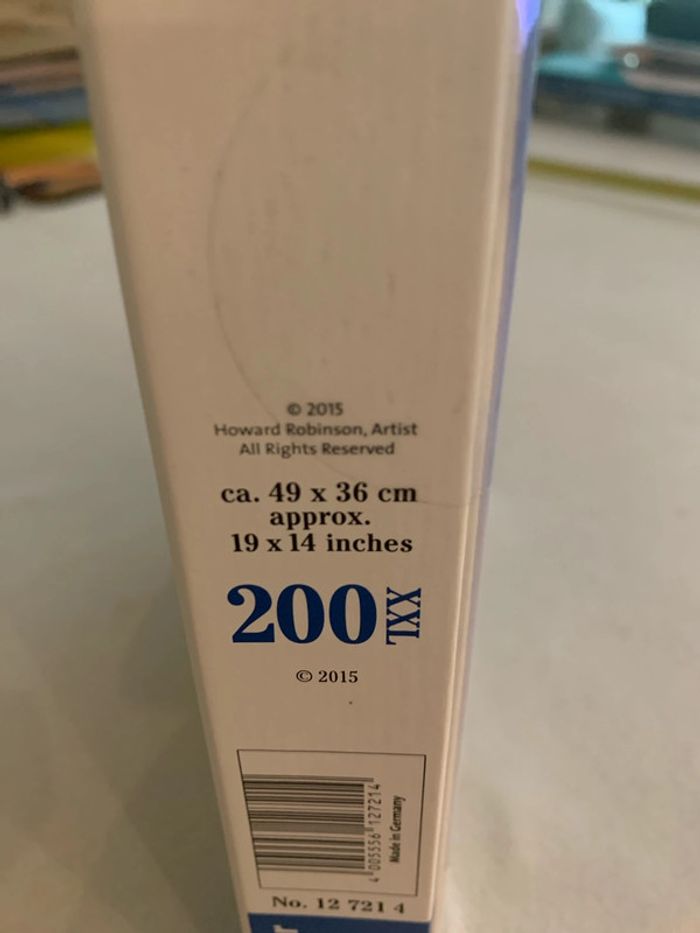 © 2015
Howard Robinson, Artist
All Rights Reserved
ca. 49 x 36 cm
approx.
19 x 14 inches
200 XXL
© 2015
4 005556 127214
Made in Germany
No. 12 721 4